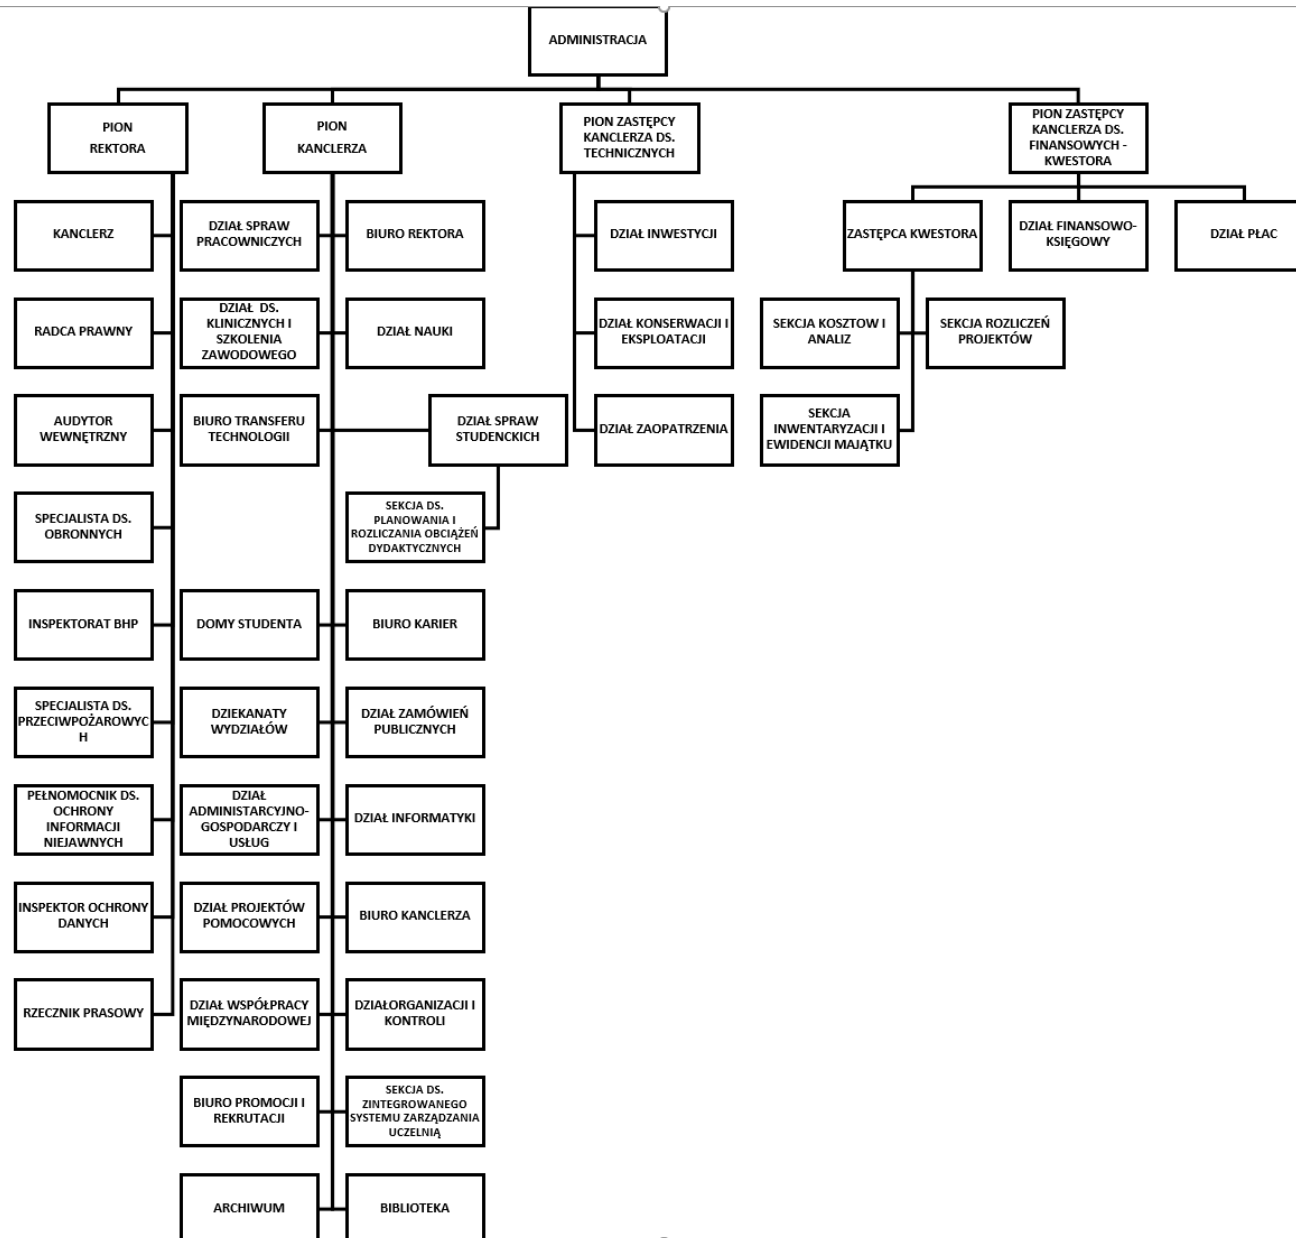 ADMINISTRACJA
PION
REKTORA
PION
KANCLERZA
PION ZASTĘPCY
KANCLERZA DS.
TECHNICZNYCH
PION ZASTĘPCY
KANCLERZA DS.
FINANSOWYCH -
KWESTORA
KANCLERZ
DZIAŁ SPRAW
PRACOWNICZYCH
BIURO REKTORA
DZIAŁ INWESTYCJI
ZASTĘPCA KWESTORA
DZIAŁ FINANSOWO-
KSIĘGOWY
DZIAŁ PŁAC
RADCA PRAWNY
DZIAŁ DS.
KLINICZNYCH I
SZKOLENIA
ZAWODOWEGO
DZIAŁ NAUKI
DZIAŁ KONSERWACJI I
EKSPLOATACJI
SEKCJA KOSZTOW I
ANALIZ
SEKCJA ROZLICZEŃ
PROJEKTÓW
AUDYTOR
WEWNĘTRZNY
BIURO TRANSFERU
TECHNOLOGII
DZIAŁ SPRAW
STUDENCKICH
DZIAŁ ZAOPATRZENIA
SEKCJA
INWENTARYZACJI I
EWIDENCJI MAJĄTKU
SPECJALISTA DS.
OBRONNYCH
SEKCJA DS.
PLANOWANIA I
ROZLICZANIA OBCIĄŻEŃ
DYDAKTYCZNYCH
INSPEKTORAT BHP
DOMY STUDENTA
BIURO KARIER
SPECJALISTA DS.
PRZECIWPOŻAROWYC
H
DZIEKANATY
WYDZIAŁÓW
DZIAŁ ZAMÓWIEŃ
PUBLICZNYCH
PEŁNOMOCNIK DS.
OCHRONY
INFORMACJI
NIEJAWNYCH
DZIAŁ
ADMINISTARCYJNO-
GOSPODARCZY I
USŁUG
DZIAŁ INFORMATYKI
INSPEKTOR OCHRONY
DANYCH
DZIAŁ PROJEKTÓW
POMOCOWYCH
BIURO KANCLERZA
RZECZNIK PRASOWY
DZIAŁ WSPÓŁPRACY
MIĘDZYNARODOWEJ
DZIAŁORGANIZACJI I
KONTROLI
BIURO PROMOCJI I
REKRUTACJI
SEKCJA DS.
ZINTEGROWANEGO
SYSTEMU ZARZĄDZANIA
UCZELNIĄ
ARCHIWUM
BIBLIOTEKA